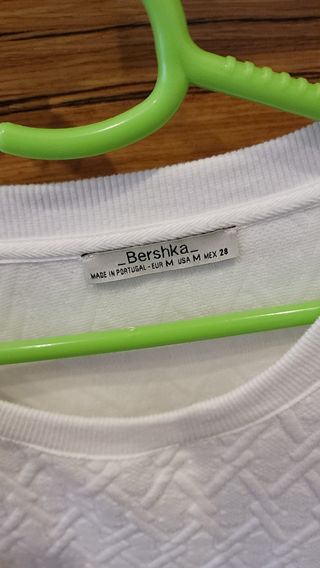 _Bershka_
MADE IN PORTUGAL - EUR M USA M MEX 28